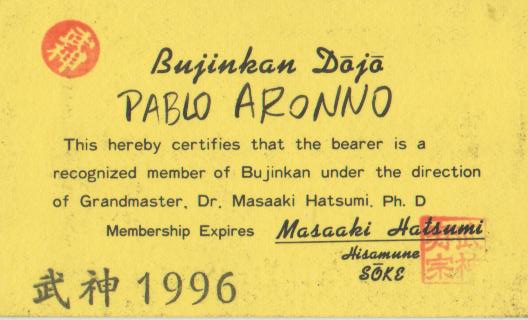 Bujinkan Dōjō
PABLO ARONNO
This hereby certifies that the bearer is a
recognized member of Bujinkan under the direction
of Grandmaster, Dr. Masaaki Hatsumi, Ph. D
Membership Expires Masaaki Hatsumi
Hisamune
SŌKE
武神 1996